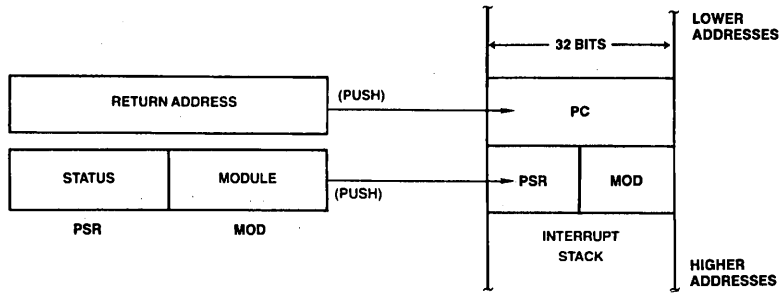 LOWER
ADDRESSES
32 BITS
RETURN ADDRESS
(PUSH)
PC
STATUS
MODULE
(PUSH)
PSR
MOD
PSR
MOD
INTERRUPT
STACK
HIGHER
ADDRESSES